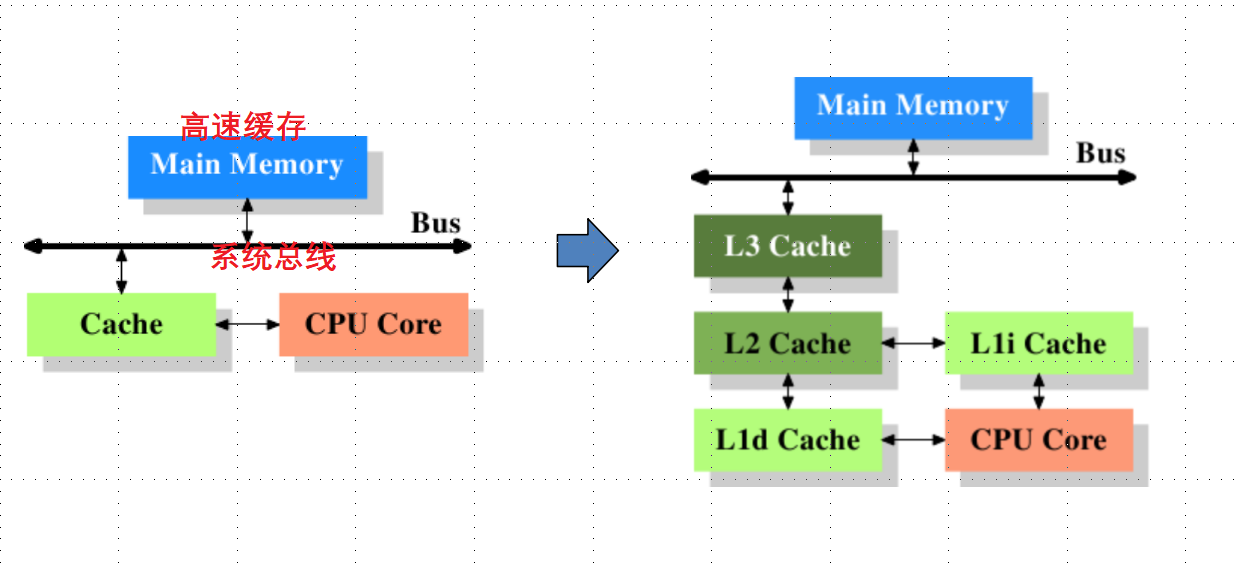 高速缓存
Main Memory
Bus
系统总线
Cache
CPU Core
Main Memory
Bus
L3 Cache
L2 Cache
L1i Cache
L1d Cache
CPU Core